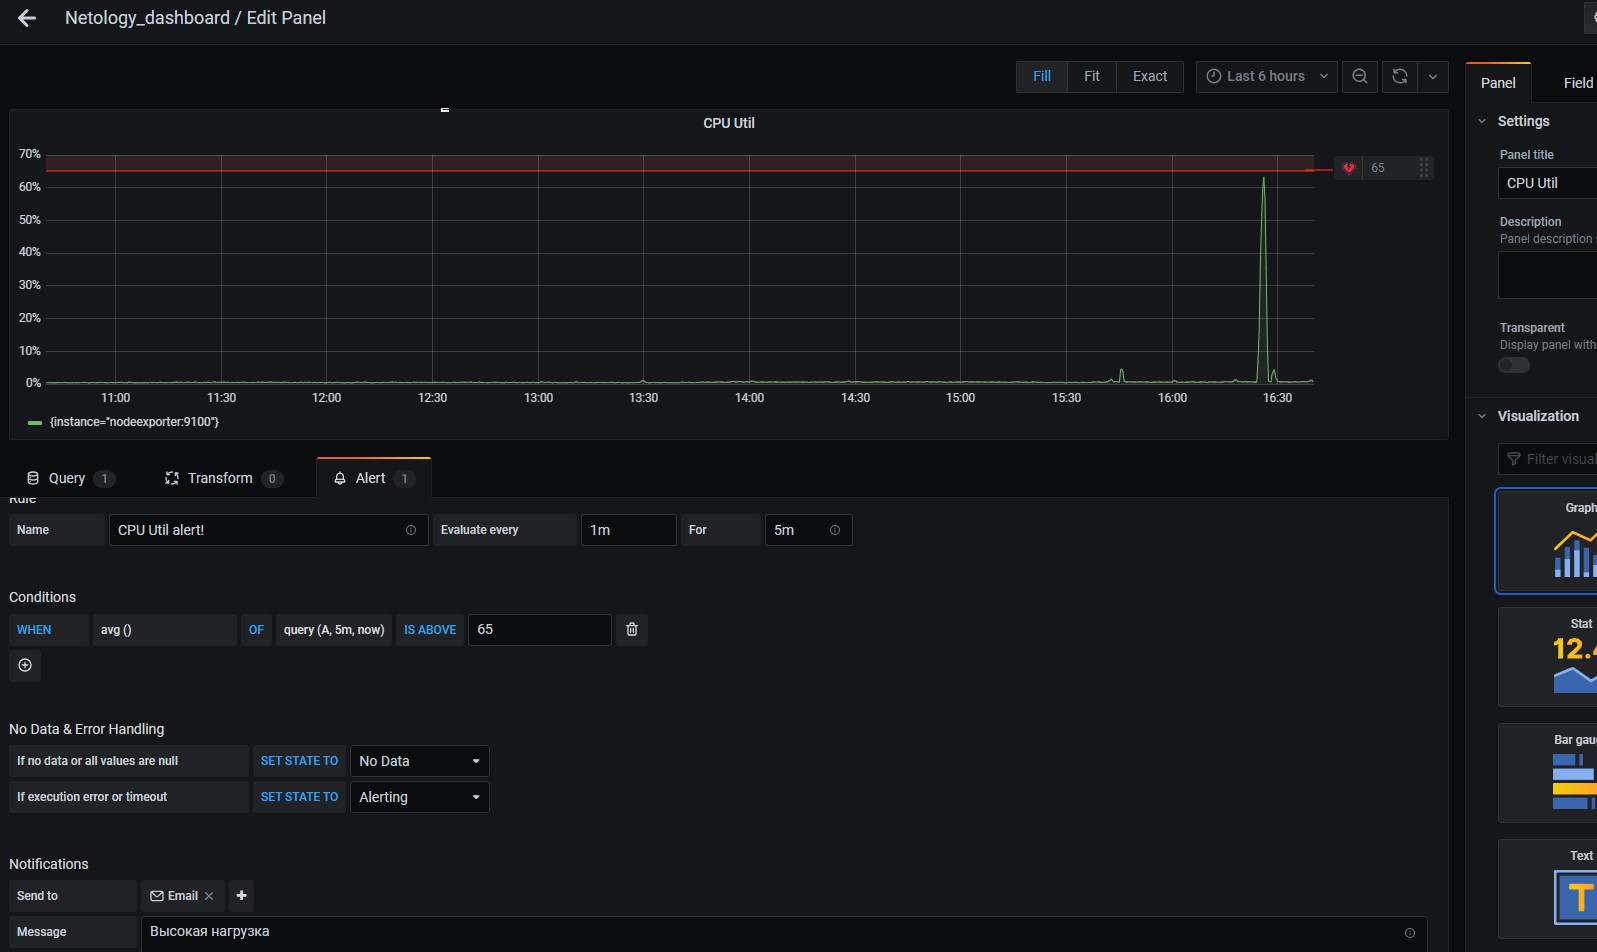 Netology_dashboard / Edit Panel
Fill Fit Exact Last 6 hours
Panel Field
CPU Util
70%
60%
50%
40%
30%
20%
10%
0%
65
11:00 11:30 12:00 12:30 13:00 13:30 14:00 14:30 15:00 15:30 16:00 16:30
{instance="nodeexporter:9100"}
Settings
Panel title
CPU Util
Description
Panel description
Transparent
Display panel with
Visualization
Filter visual
Graph
Stat
12.4
Bar gau
Text
T
Query 1 Transform 0 Alert 1
Rule
Name CPU Util alert! Evaluate every 1m For 5m
Conditions
WHEN avg () OF query (A, 5m, now) IS ABOVE 65
No Data & Error Handling
If no data or all values are null SET STATE TO No Data
If execution error or timeout SET STATE TO Alerting
Notifications
Send to Email
Message Высокая нагрузка